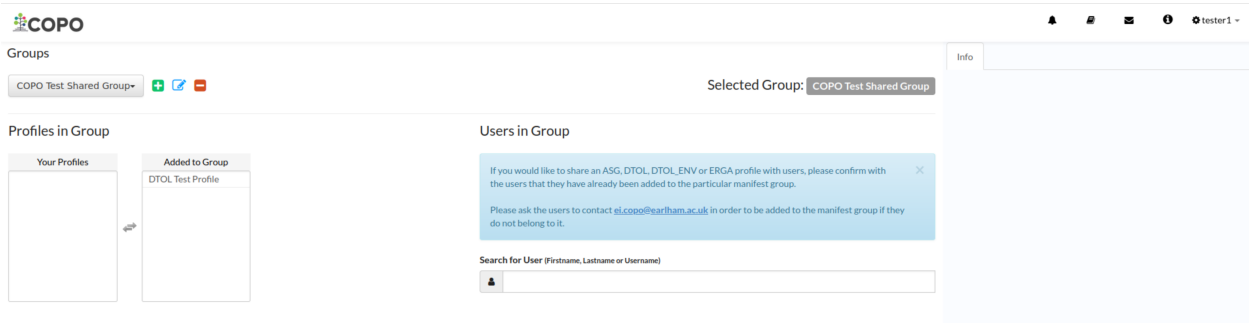 COPO
tester1
Groups
Info
COPO Test Shared Group
Selected Group: COPO Test Shared Group
Profiles in Group
Users in Group
Your Profiles
Added to Group
DTOL Test Profile
If you would like to share an ASG, DTOL, DTOL_ENV or ERGA profile with users, please confirm with
the users that they have already been added to the particular manifest group.
Please ask the users to contact ei.copo@earlham.ac.uk in order to be added to the manifest group if they
do not belong to it.
Search for User (Firstname, Lastname or Username)